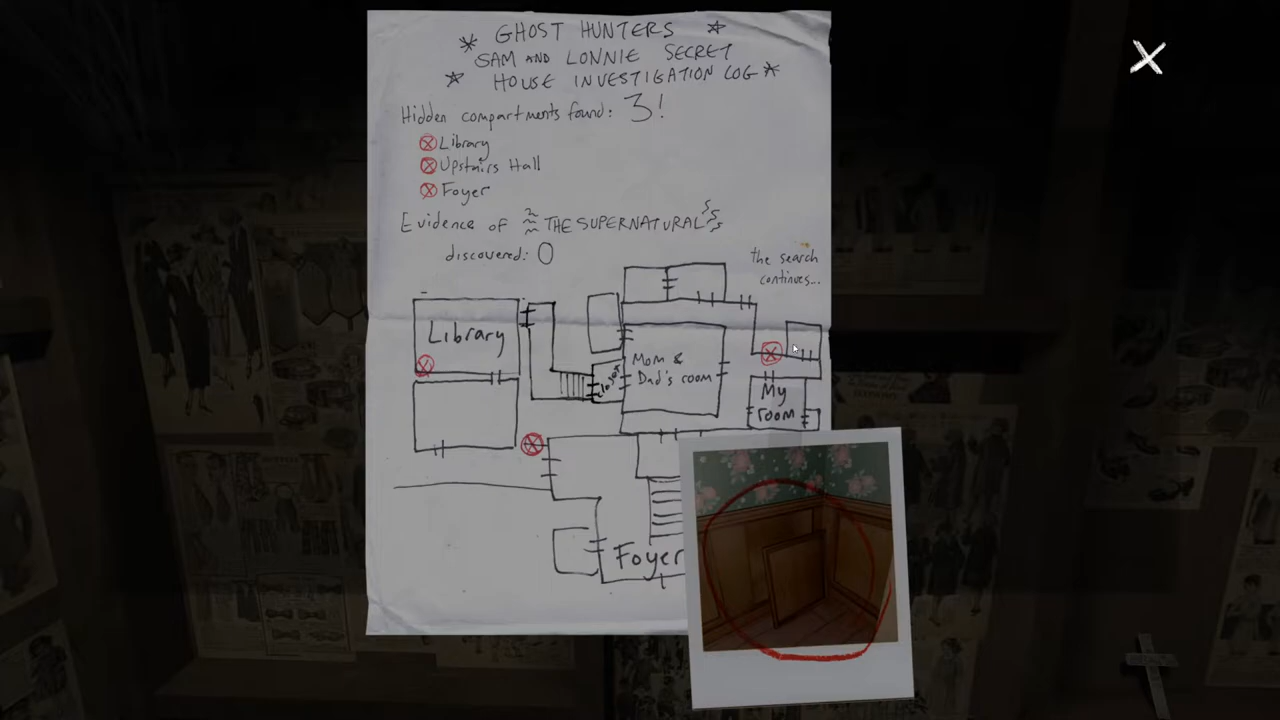 GHOST HUNTERS
SAM AND LONNIE SECRET
HOUSE INVESTIGATION LOG
Hidden compartments found: 3!
Library
Upstairs Hall
Foyer
Evidence of THE SUPERNATURAL
discovered: 0
the search
continues...
Library
Mom &
Dad's room
closet
My
room
Foyer